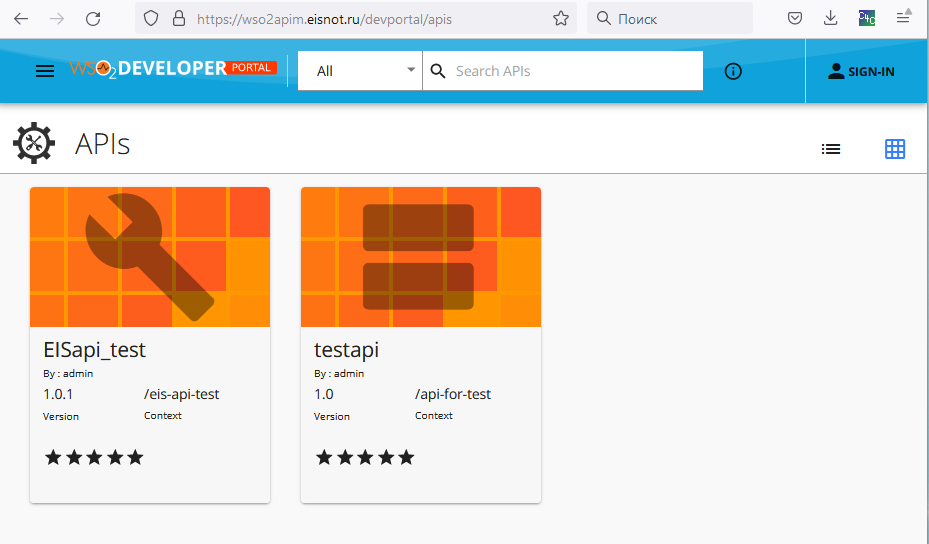 https://wso2apim.eisnot.ru/devportal/apis
Поиск
WSO2 DEVELOPER PORTAL
All
Search APIs
SIGN-IN
APIs
EISapi_test
By : admin
1.0.1 /eis-api-test
Version Context
testapi
By : admin
1.0 /api-for-test
Version Context